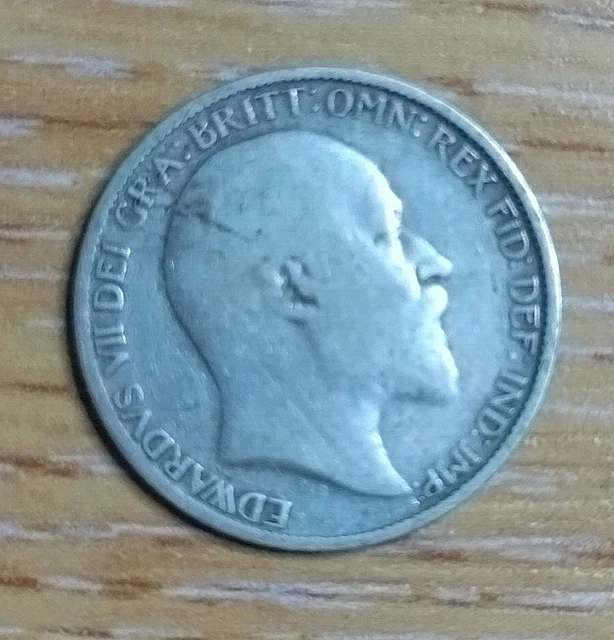 EDWARDVS VII DEI GRA: BRITT: OMN: REX FID: DEF: IND: IMP: